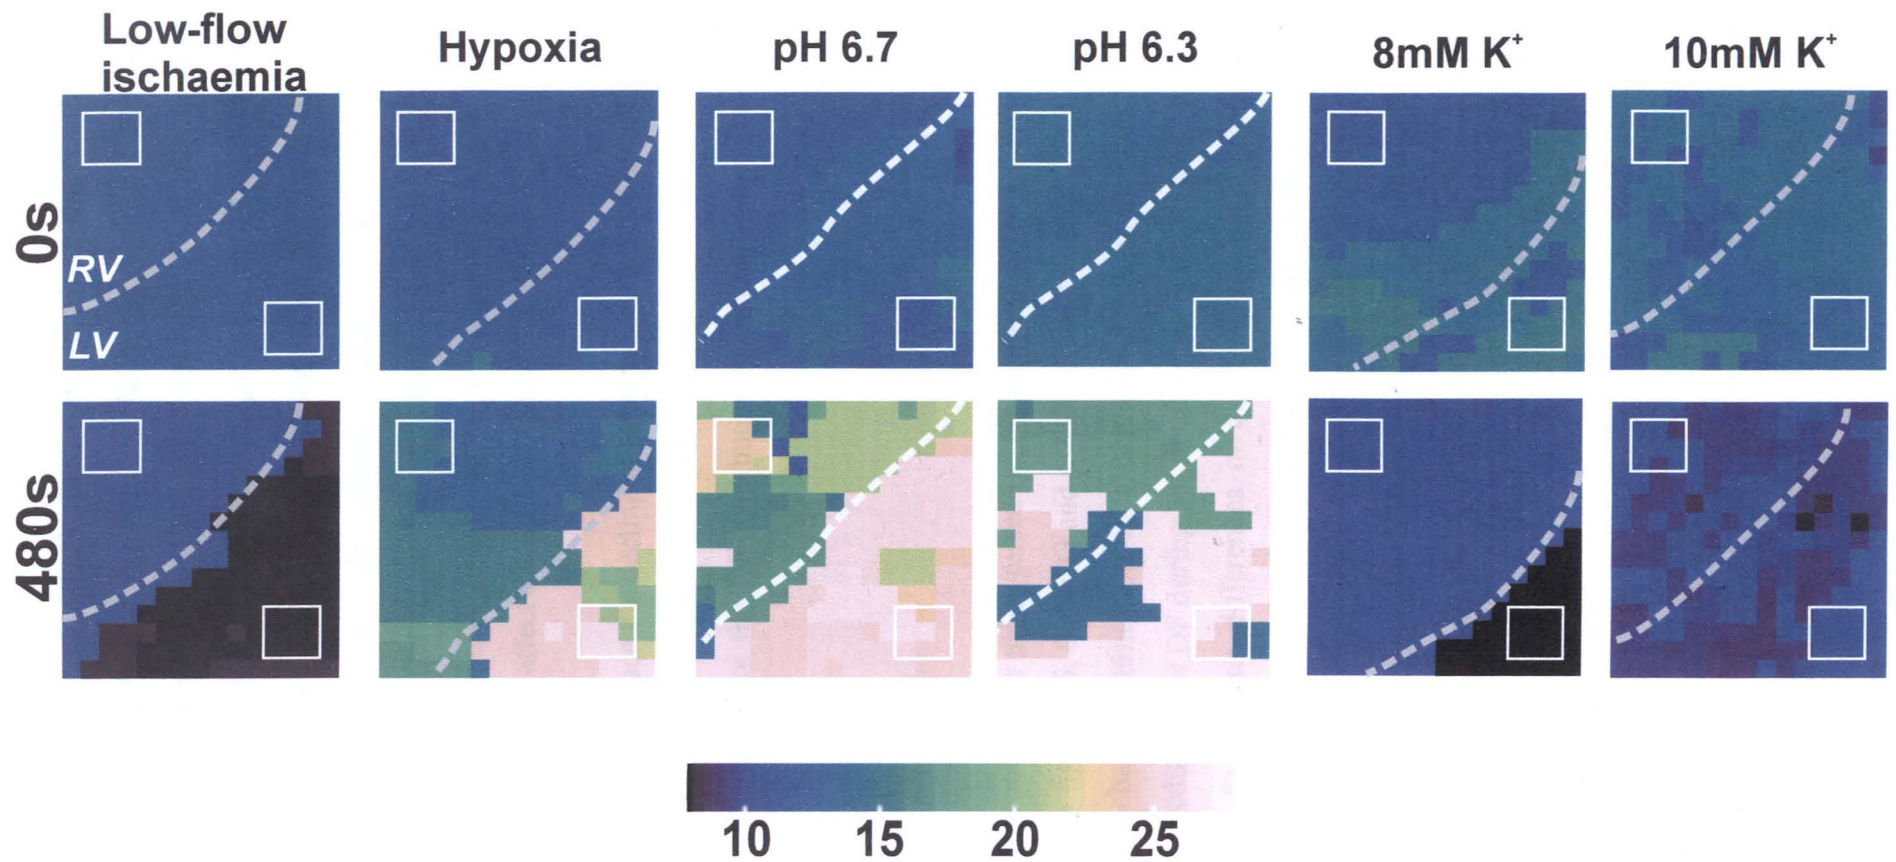 Low-flow
ischaemia
Hypoxia
pH 6.7
pH 6.3
8mM K⁺
10mM K⁺
0s
RV
LV
480s
10 15 20 25